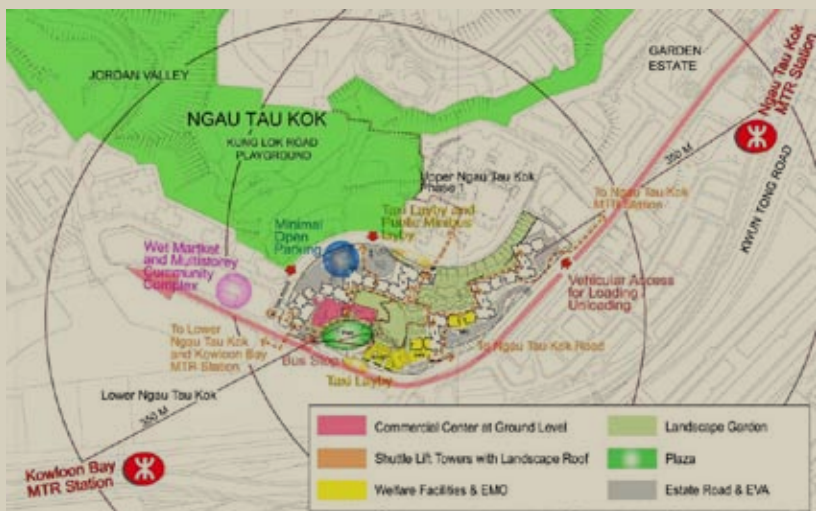 JORDAN VALLEY
GARDEN
ESTATE
Ngau Tau Kok
MTR Station
NGAU TAU KOK
KUNG LOK ROAD
PLAYGROUND
350 M
KWUN TONG ROAD
Upper Ngau Tau Kok
Phase 1
To Ngau Tau Kok
MTR Station
Taxi Layby and
Public Minibus
Layby
Minimal
Open
Parking
Wet Martket
and Multistorey
Community
Complex
Vehicular Access
for Loading /
Unloading
To Lower
Ngau Tau Kok
and Kowloon Bay
MTR Station
Bus Stop
To Ngau Tau Kok Road
Taxi Layby
Lower Ngau Tau Kok
350 M
Kowloon Bay
MTR Station
Commercial Center at Ground Level
Shuttle Lift Towers with Landscape Roof
Welfare Facilities & EMO
Landscape Garden
Plaza
Estate Road & EVA